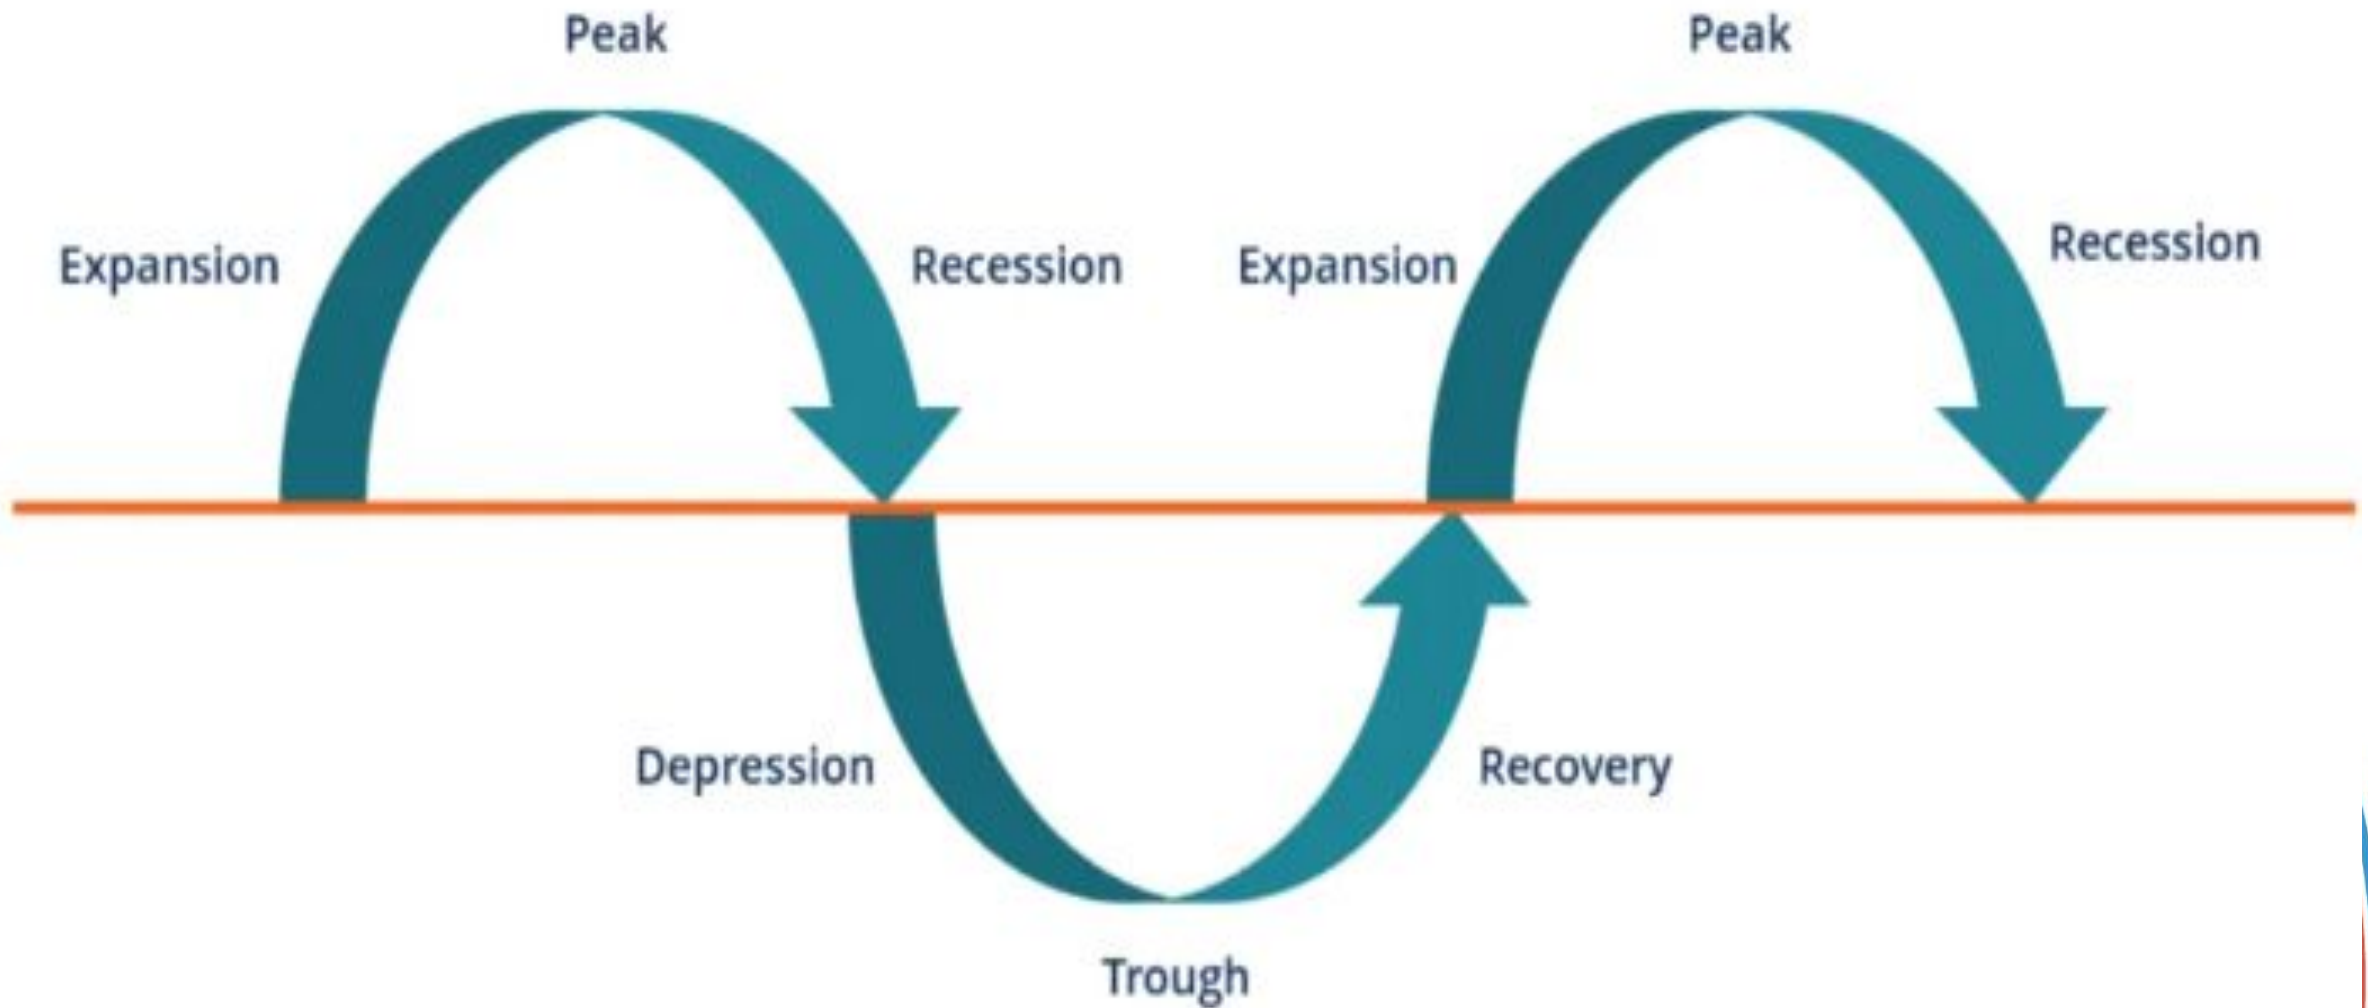 Peak
Peak
Expansion
Recession
Expansion
Recession
Depression
Recovery
Trough